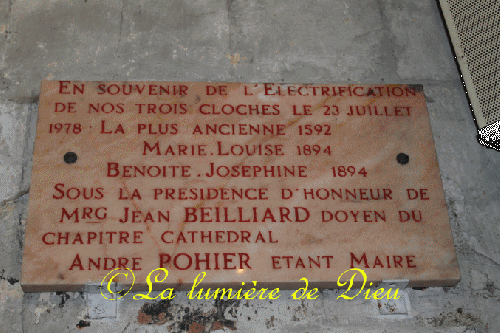 EN SOUVENIR DE L'ELECTRIFICATION
DE NOS TROIS CLOCHES LE 23 JUILLET
1978 . LA PLUS ANCIENNE 1592
MARIE.LOUISE 1894
BENOITE.JOSEPHINE 1894
SOUS LA PRESIDENCE D'HONNEUR DE
MRG JEAN BEILLIARD DOYEN DU
CHAPITRE CATHEDRAL
ANDRE POHIER ETANT MAIRE
©La lumière de Dieu